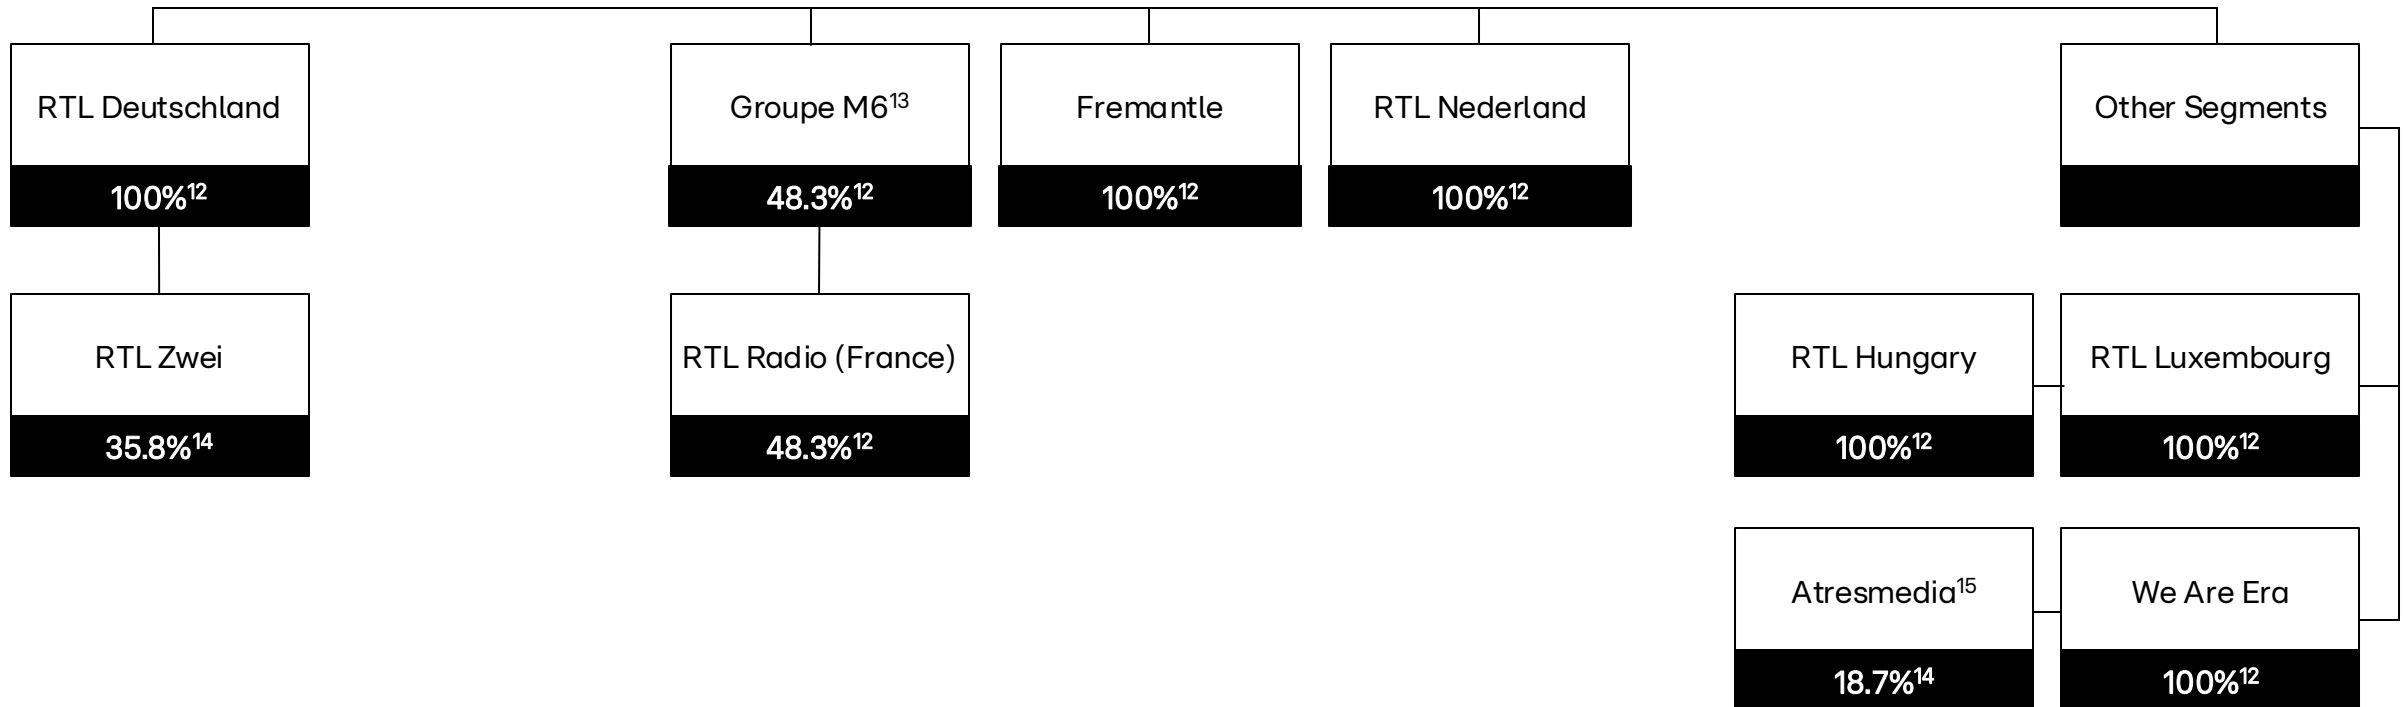 RTL Deutschland
100%¹²
Groupe M6¹³
48.3%¹²
Fremantle
100%¹²
RTL Nederland
100%¹²
Other Segments
RTL Zwei
35.8%¹⁴
RTL Radio (France)
48.3%¹²
RTL Hungary
100%¹²
RTL Luxembourg
100%¹²
Atresmedia¹⁵
18.7%¹⁴
We Are Era
100%¹²